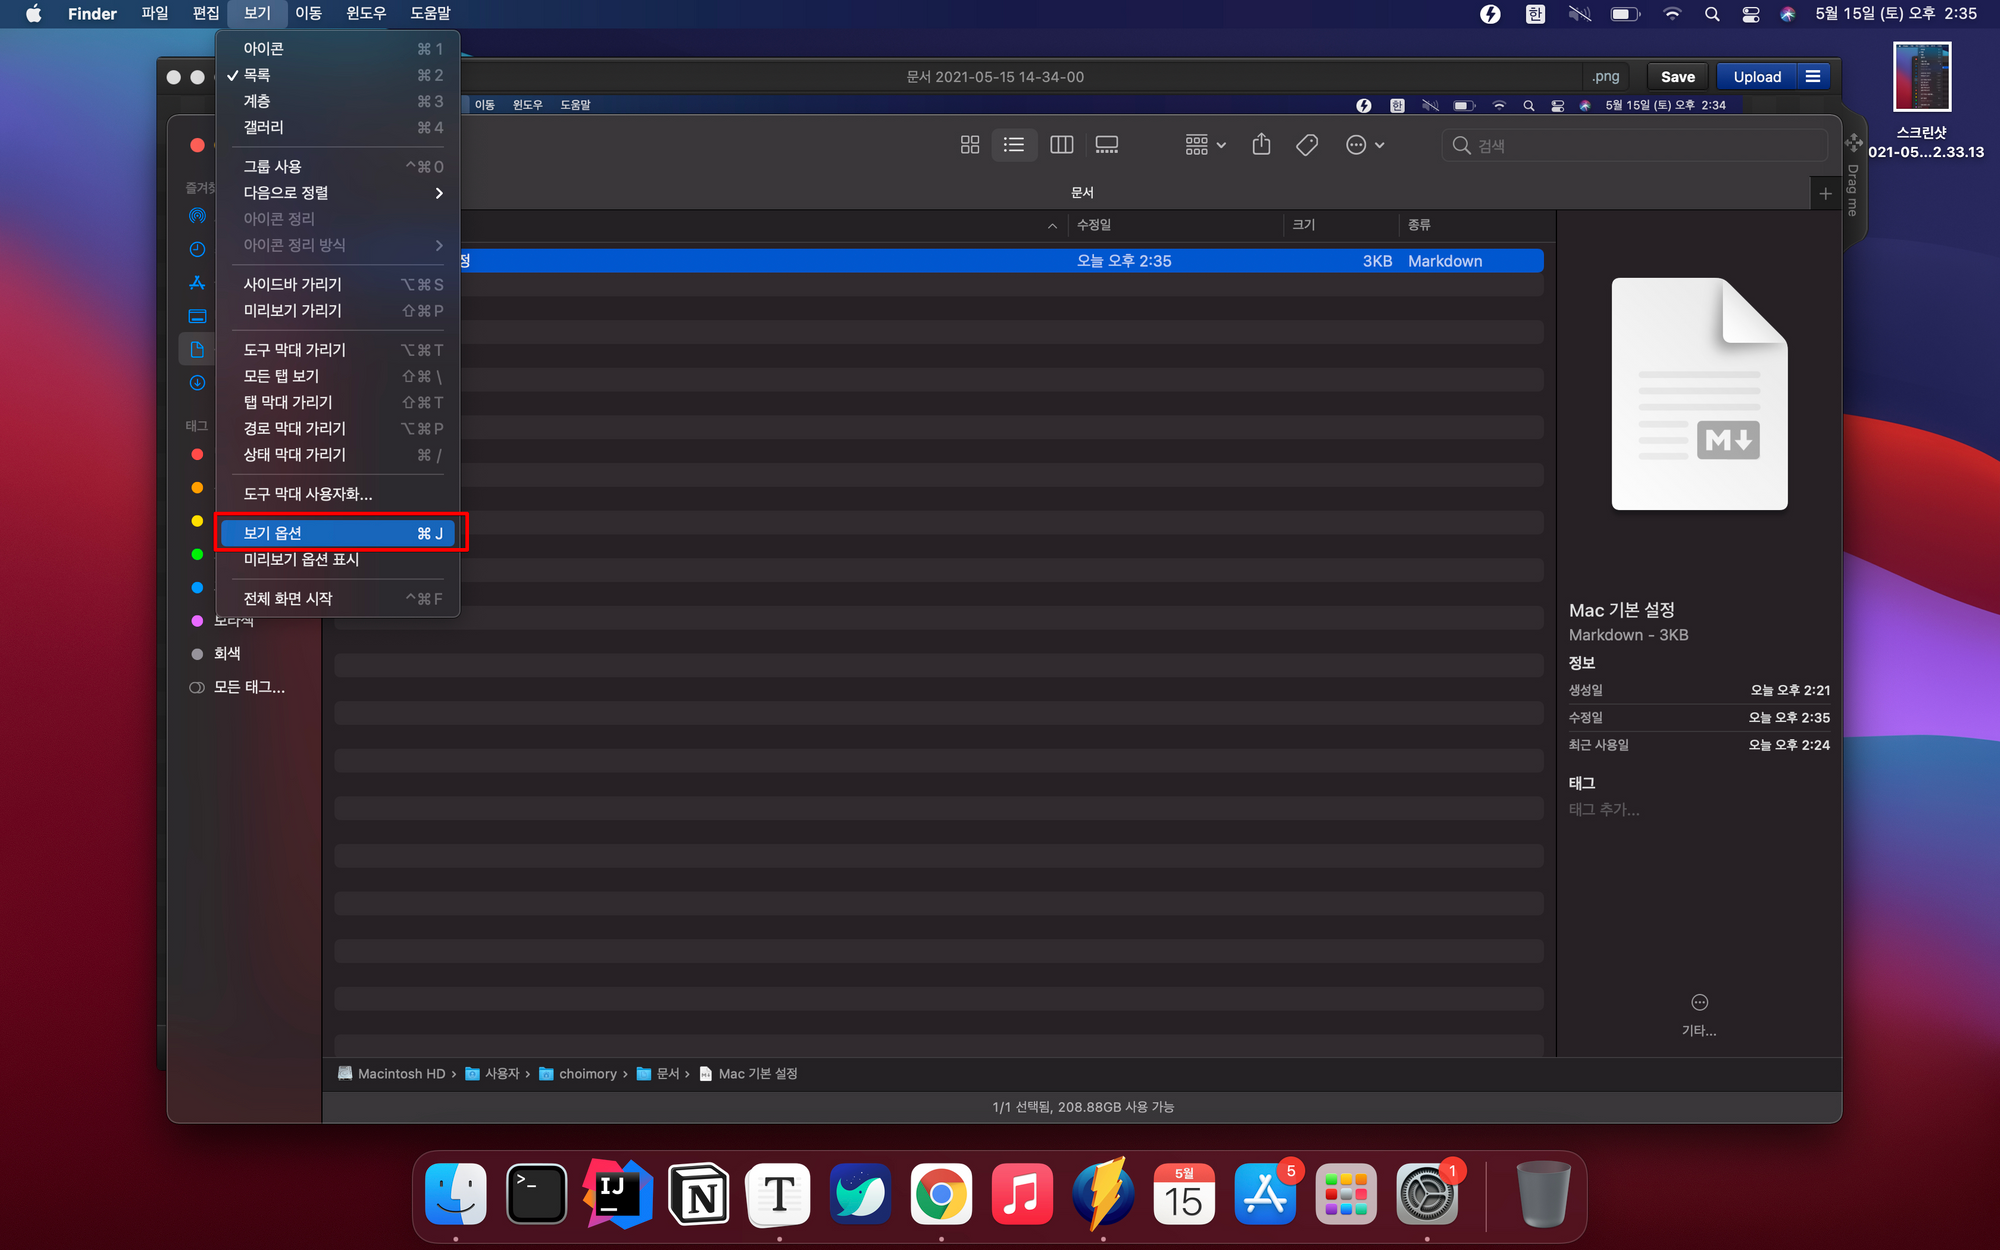 Finder 파일 편집 보기 이동 윈도우 도움말 한 5월 15일 (토) 오후 2:35
아이콘 ⌘ 1
✓ 목록 ⌘ 2
계층 ⌘ 3
갤러리 ⌘ 4
그룹 사용 ^⌘ O
다음으로 정렬 >
아이콘 정리
아이콘 정리 방식 >
사이드바 가리기 ⌥⌘ S
미리보기 가리기 ⇧⌘ P
도구 막대 가리기 ⌥⌘ T
모든 탭 보기 ⇧⌘ \
탭 막대 가리기 ⇧⌘ T
경로 막대 가리기 ⌥⌘ P
상태 막대 가리기 ⌘ /
도구 막대 사용자화...
보기 옵션 ⌘ J
미리보기 옵션 표시
전체 화면 시작 ^⌘ F
문서 2021-05-15 14-34-00 .png Save Upload
이동 윈도우 도움말 한 5월 15일 (토) 오후 2:34
검색
Drag me
스크린샷
021-05...2.33.13
문서
수정일 크기 종류
정 오늘 오후 2:35 3KB Markdown
태그
보라색
회색
모든 태그...
M
Mac 기본 설정
Markdown - 3KB
정보
생성일 오늘 오후 2:21
수정일 오늘 오후 2:35
최근 사용일 오늘 오후 2:24
태그
태그 추가...
기타...
Macintosh HD › 사용자 › choimory › 문서 › Mac 기본 설정
1/1 선택됨, 208.88GB 사용 가능
>_ IJ N T 5월 15 5 1